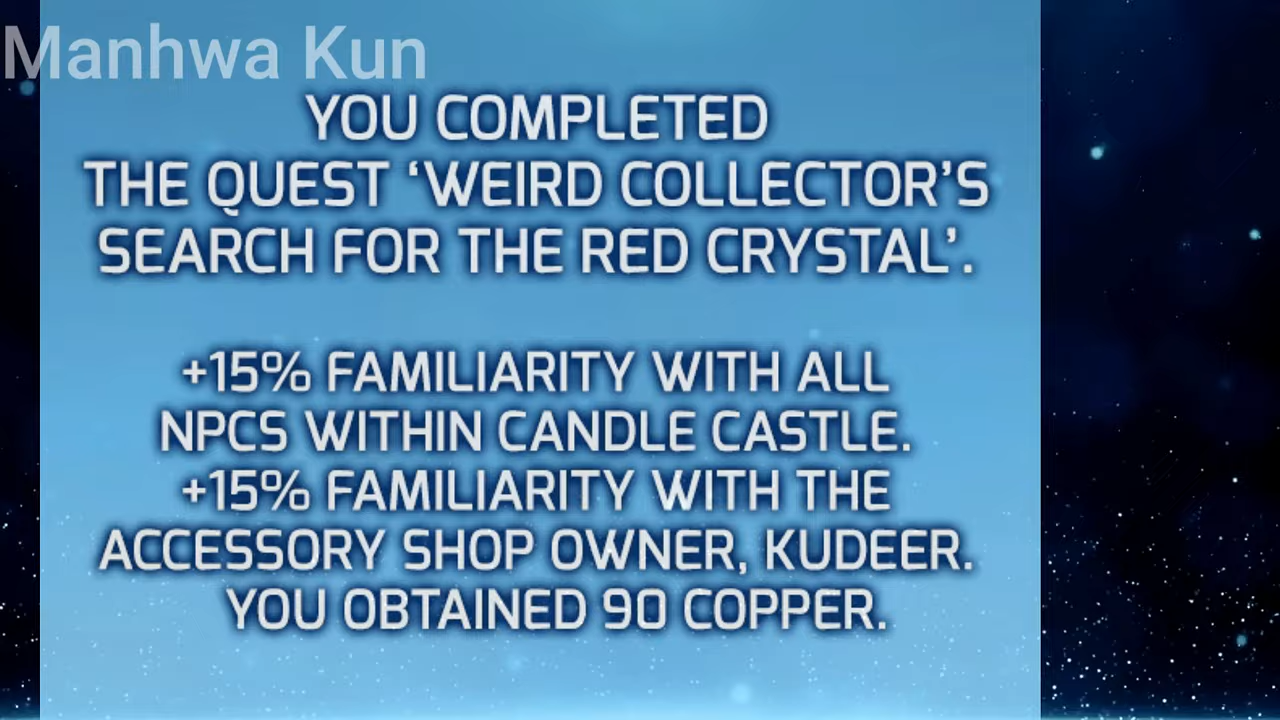 Manhwa Kun
YOU COMPLETED
THE QUEST ‘WEIRD COLLECTOR’S
SEARCH FOR THE RED CRYSTAL’.
+15% FAMILIARITY WITH ALL
NPCS WITHIN CANDLE CASTLE.
+15% FAMILIARITY WITH THE
ACCESSORY SHOP OWNER, KUDEER.
YOU OBTAINED 90 COPPER.